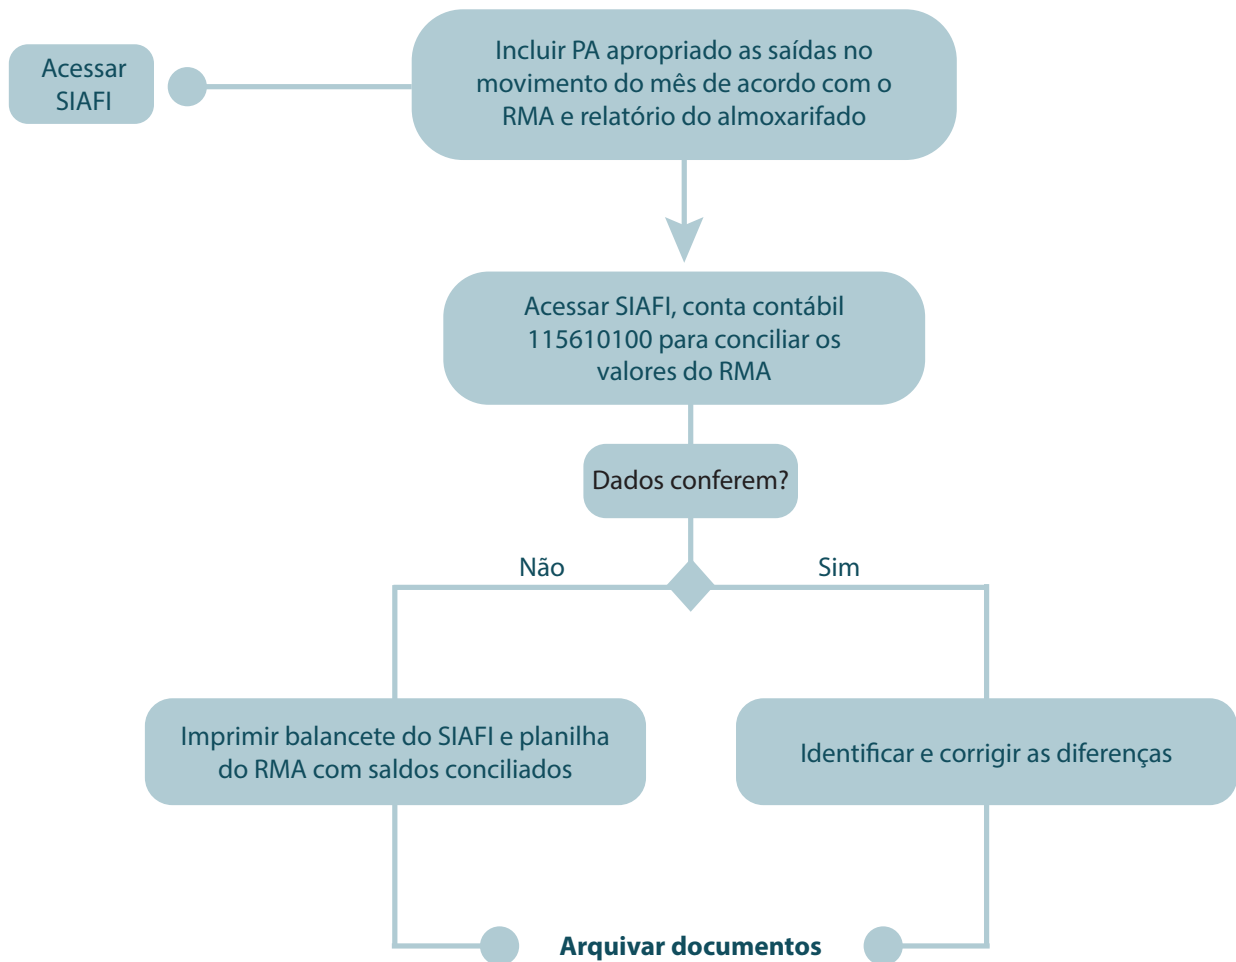 Acessar
SIAFI
Incluir PA apropriado as saídas no
movimento do mês de acordo com o
RMA e relatório do almoxarifado
Acessar SIAFI, conta contábil
115610100 para conciliar os
valores do RMA
Dados conferem?
Não
Sim
Imprimir balancete do SIAFI e planilha
do RMA com saldos conciliados
Identificar e corrigir as diferenças
Arquivar documentos